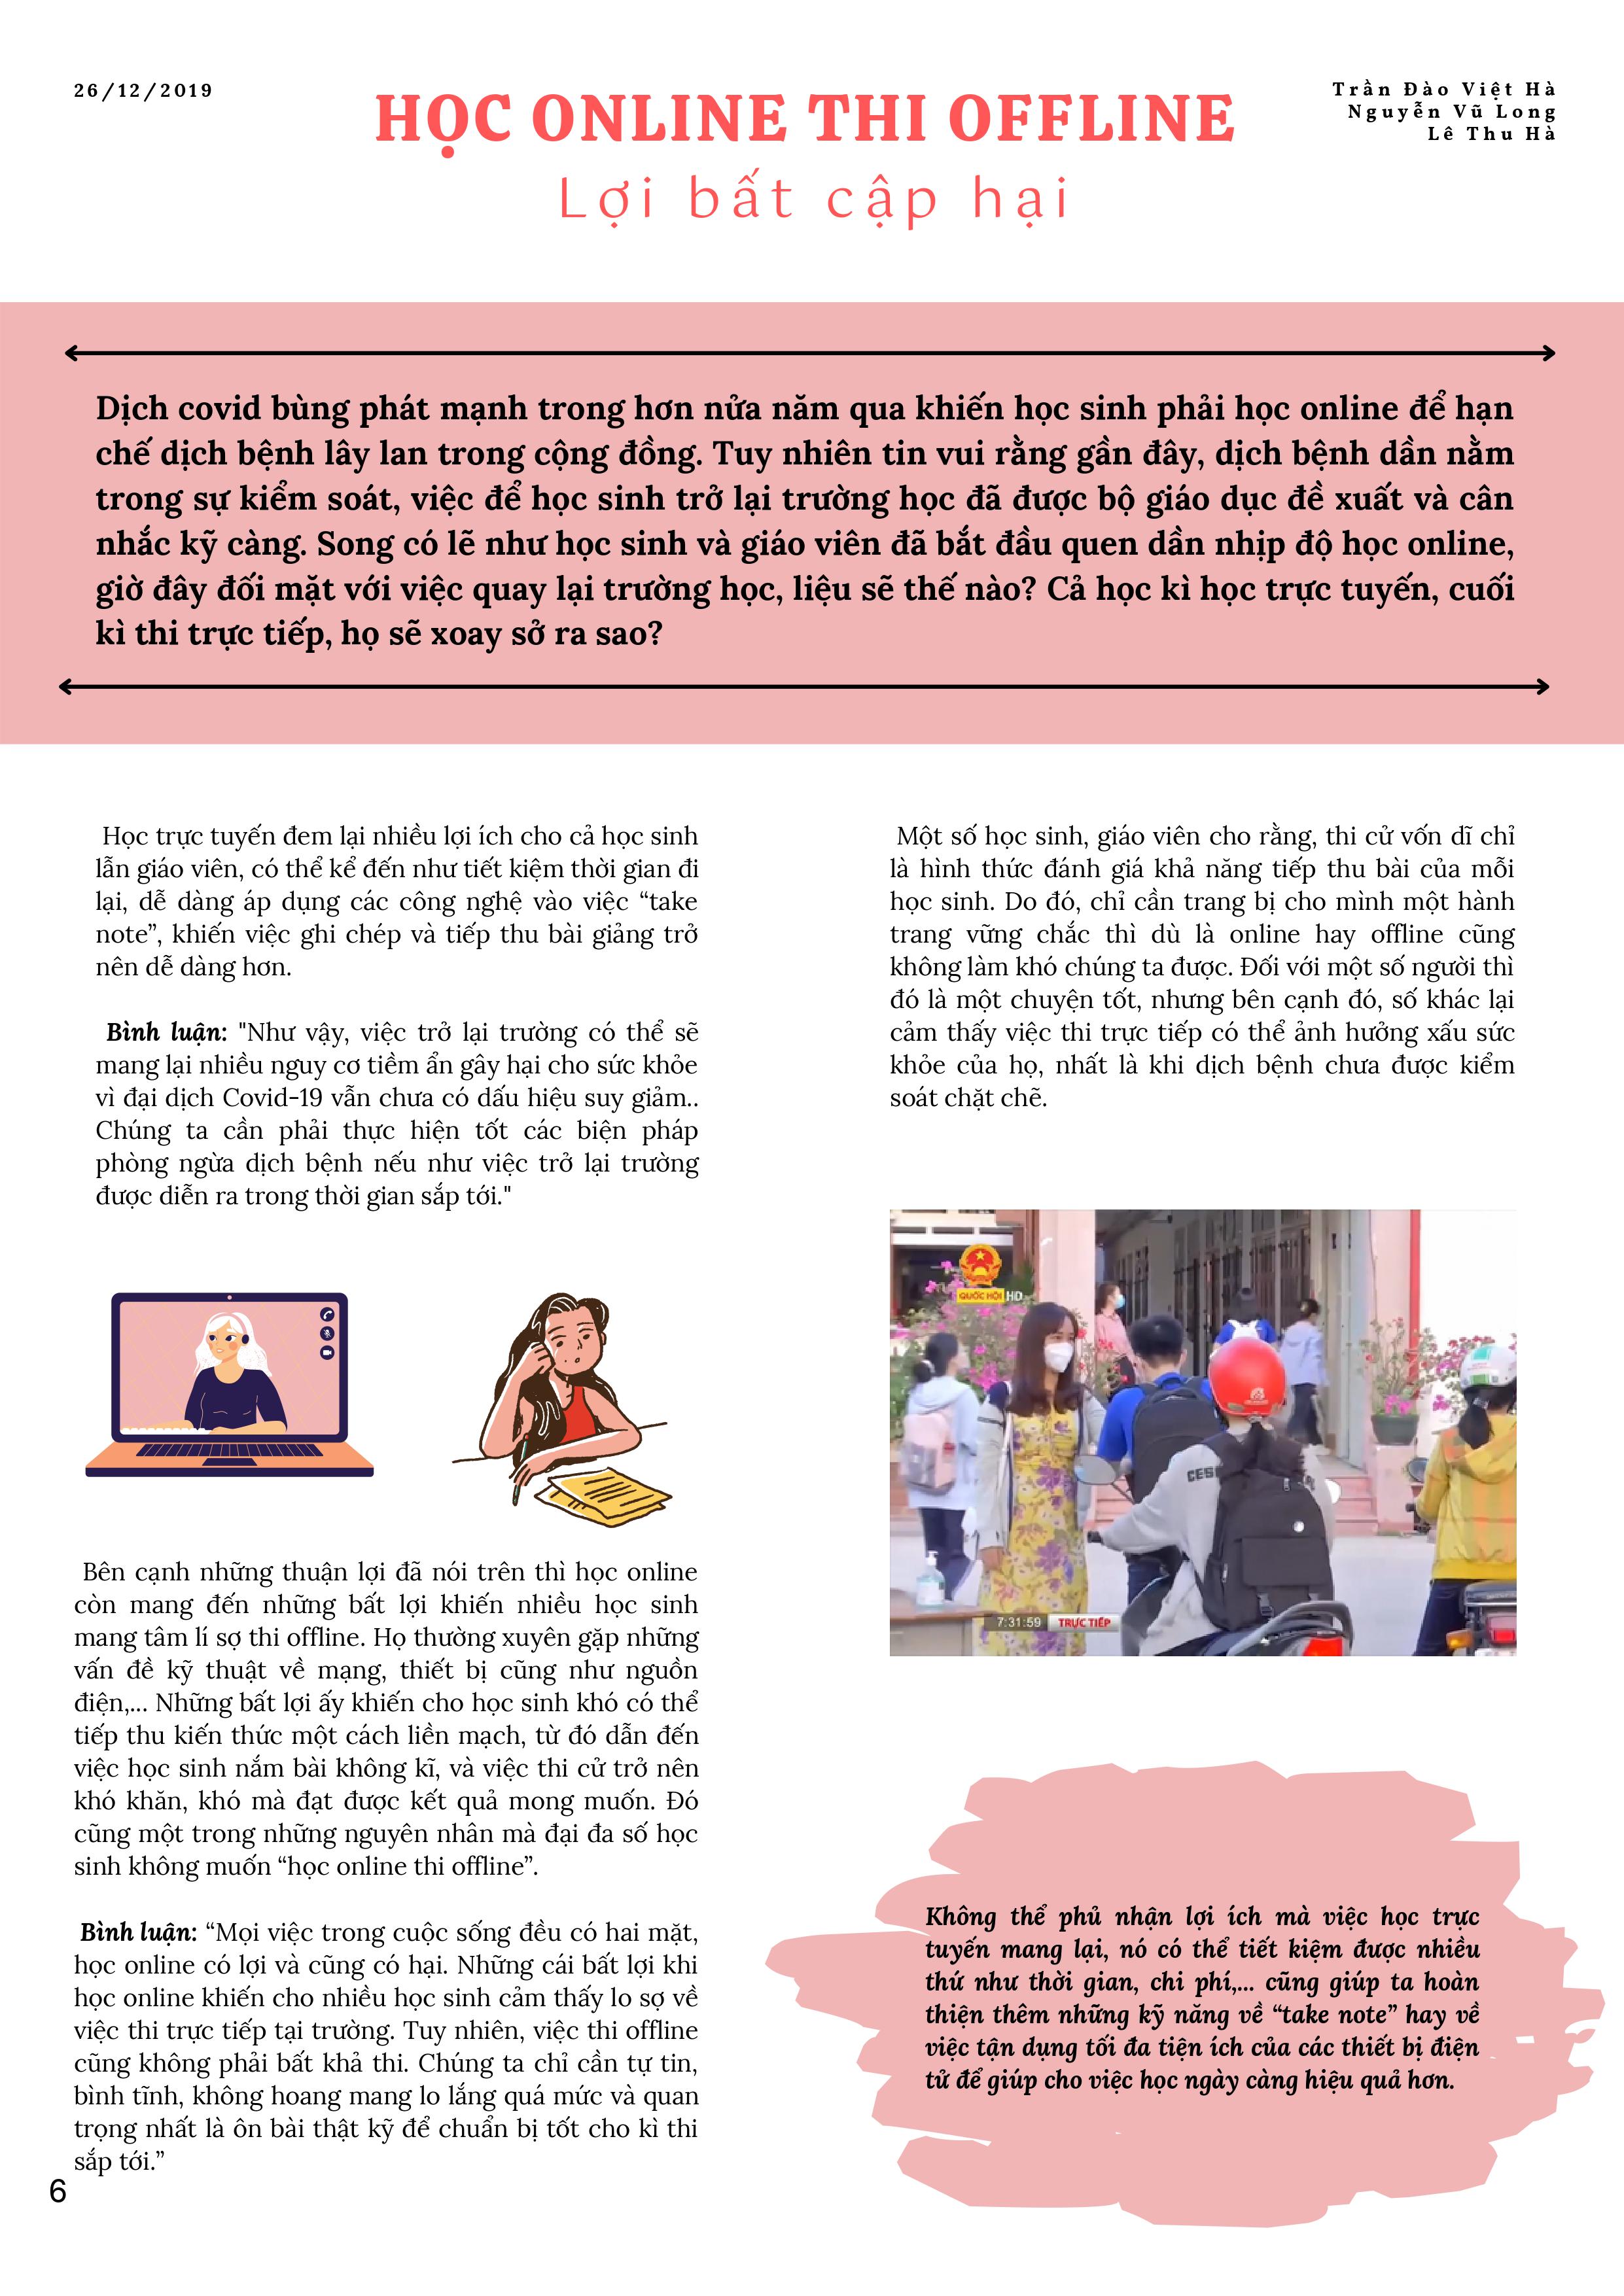 26/12/2019
HỌC ONLINE THI OFFLINE
Lợi bất cập hại
Trần Đào Việt Hà
Nguyễn Vũ Long
Lê Thu Hà
Dịch covid bùng phát mạnh trong hơn nửa năm qua khiến học sinh phải học online để hạn
chế dịch bệnh lây lan trong cộng đồng. Tuy nhiên tin vui rằng gần đây, dịch bệnh dần nằm
trong sự kiểm soát, việc để học sinh trở lại trường học đã được bộ giáo dục đề xuất và cân
nhắc kỹ càng. Song có lẽ như học sinh và giáo viên đã bắt đầu quen dần nhịp độ học online,
giờ đây đối mặt với việc quay lại trường học, liệu sẽ thế nào? Cả học kì học trực tuyến, cuối
kì thi trực tiếp, họ sẽ xoay sở ra sao?
Học trực tuyến đem lại nhiều lợi ích cho cả học sinh
lẫn giáo viên, có thể kể đến như tiết kiệm thời gian đi
lại, dễ dàng áp dụng các công nghệ vào việc “take
note”, khiến việc ghi chép và tiếp thu bài giảng trở
nên dễ dàng hơn.
Bình luận: "Như vậy, việc trở lại trường có thể sẽ
mang lại nhiều nguy cơ tiềm ẩn gây hại cho sức khỏe
vì đại dịch Covid-19 vẫn chưa có dấu hiệu suy giảm..
Chúng ta cần phải thực hiện tốt các biện pháp
phòng ngừa dịch bệnh nếu như việc trở lại trường
được diễn ra trong thời gian sắp tới."
Bên cạnh những thuận lợi đã nói trên thì học online
còn mang đến những bất lợi khiến nhiều học sinh
mang tâm lí sợ thi offline. Họ thường xuyên gặp những
vấn đề kỹ thuật về mạng, thiết bị cũng như nguồn
điện,... Những bất lợi ấy khiến cho học sinh khó có thể
tiếp thu kiến thức một cách liền mạch, từ đó dẫn đến
việc học sinh nắm bài không kĩ, và việc thi cử trở nên
khó khăn, khó mà đạt được kết quả mong muốn. Đó
cũng một trong những nguyên nhân mà đại đa số học
sinh không muốn “học online thi offline”.
Bình luận: “Mọi việc trong cuộc sống đều có hai mặt,
học online có lợi và cũng có hại. Những cái bất lợi khi
học online khiến cho nhiều học sinh cảm thấy lo sợ về
việc thi trực tiếp tại trường. Tuy nhiên, việc thi offline
cũng không phải bất khả thi. Chúng ta chỉ cần tự tin,
bình tĩnh, không hoang mang lo lắng quá mức và quan
trọng nhất là ôn bài thật kỹ để chuẩn bị tốt cho kì thi
sắp tới.”
Một số học sinh, giáo viên cho rằng, thi cử vốn dĩ chỉ
là hình thức đánh giá khả năng tiếp thu bài của mỗi
học sinh. Do đó, chỉ cần trang bị cho mình một hành
trang vững chắc thì dù là online hay offline cũng
không làm khó chúng ta được. Đối với một số người thì
đó là một chuyện tốt, nhưng bên cạnh đó, số khác lại
cảm thấy việc thi trực tiếp có thể ảnh hưởng xấu sức
khỏe của họ, nhất là khi dịch bệnh chưa được kiểm
soát chặt chẽ.
QUỐC HỘI HD
CESI
7:31:59 TRỰC TIẾP
Không thể phủ nhận lợi ích mà việc học trực
tuyến mang lại, nó có thể tiết kiệm được nhiều
thứ như thời gian, chi phí,... cũng giúp ta hoàn
thiện thêm những kỹ năng về “take note” hay về
việc tận dụng tối đa tiện ích của các thiết bị điện
tử để giúp cho việc học ngày càng hiệu quả hơn.
6